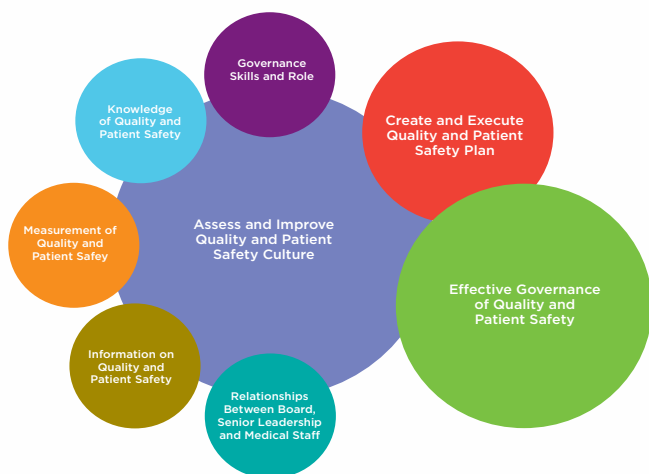 Governance
Skills and Role
Knowledge
of Quality and
Patient Safety
Create and Execute
Quality and Patient
Safety Plan
Measurement of
Quality and
Patient Safey
Assess and Improve
Quality and Patient
Safety Culture
Effective Governance
of Quality and
Patient Safety
Information on
Quality and
Patient Safety
Relationships
Between Board,
Senior Leadership
and Medical Staff